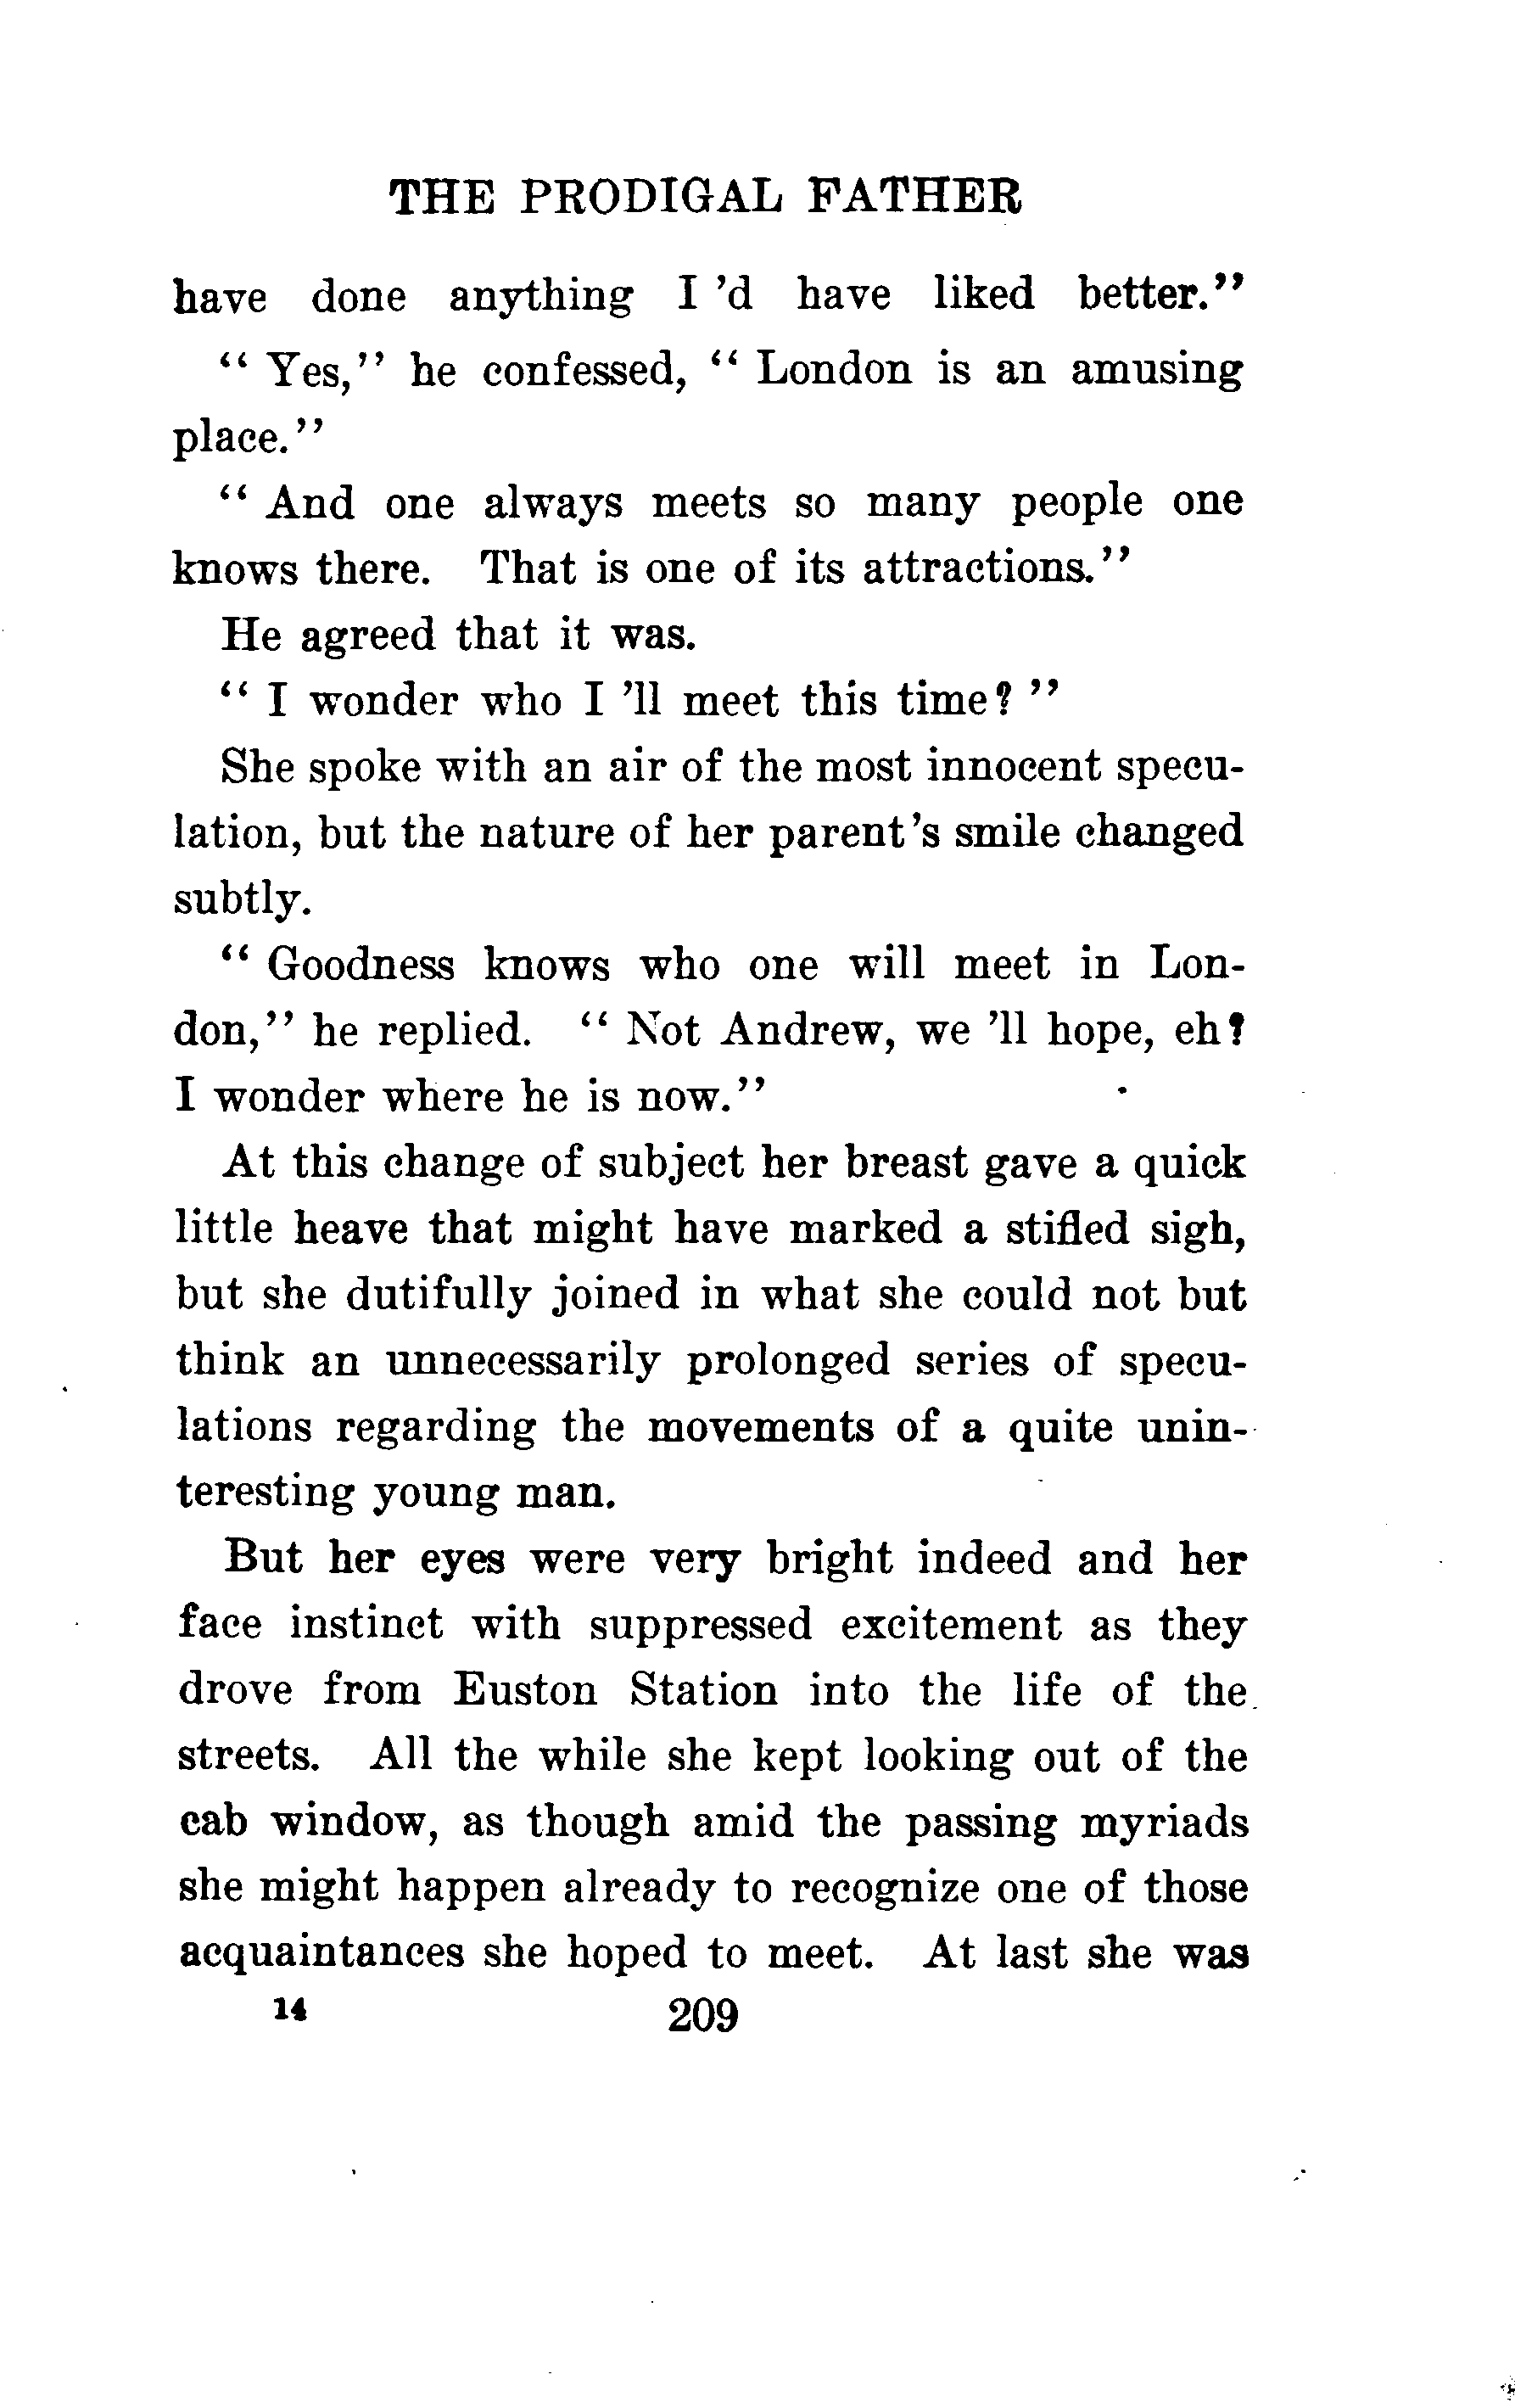 THE PRODIGAL FATHER
have done anything I 'd have liked better."
" Yes," he confessed, " London is an amusing
place."
" And one always meets so many people one
knows there. That is one of its attractions."
He agreed that it was.
" I wonder who I 'll meet this time? "
She spoke with an air of the most innocent specu-
lation, but the nature of her parent's smile changed
subtly.
" Goodness knows who one will meet in Lon-
don," he replied. " Not Andrew, we 'll hope, eh?
I wonder where he is now."
At this change of subject her breast gave a quick
little heave that might have marked a stifled sigh,
but she dutifully joined in what she could not but
think an unnecessarily prolonged series of specu-
lations regarding the movements of a quite unin-
teresting young man.
But her eyes were very bright indeed and her
face instinct with suppressed excitement as they
drove from Euston Station into the life of the
streets. All the while she kept looking out of the
cab window, as though amid the passing myriads
she might happen already to recognize one of those
acquaintances she hoped to meet. At last she was
14 209